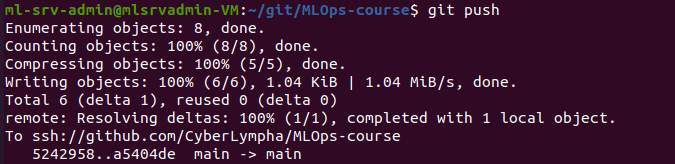 ml-srv-admin@mlsrvadmin-VM:~/git/MLOps-course$ git push
Enumerating objects: 8, done.
Counting objects: 100% (8/8), done.
Compressing objects: 100% (5/5), done.
Writing objects: 100% (6/6), 1.04 KiB | 1.04 MiB/s, done.
Total 6 (delta 1), reused 0 (delta 0)
remote: Resolving deltas: 100% (1/1), completed with 1 local object.
To ssh://github.com/CyberLympha/MLOps-course
   5242958..a5404de  main -> main